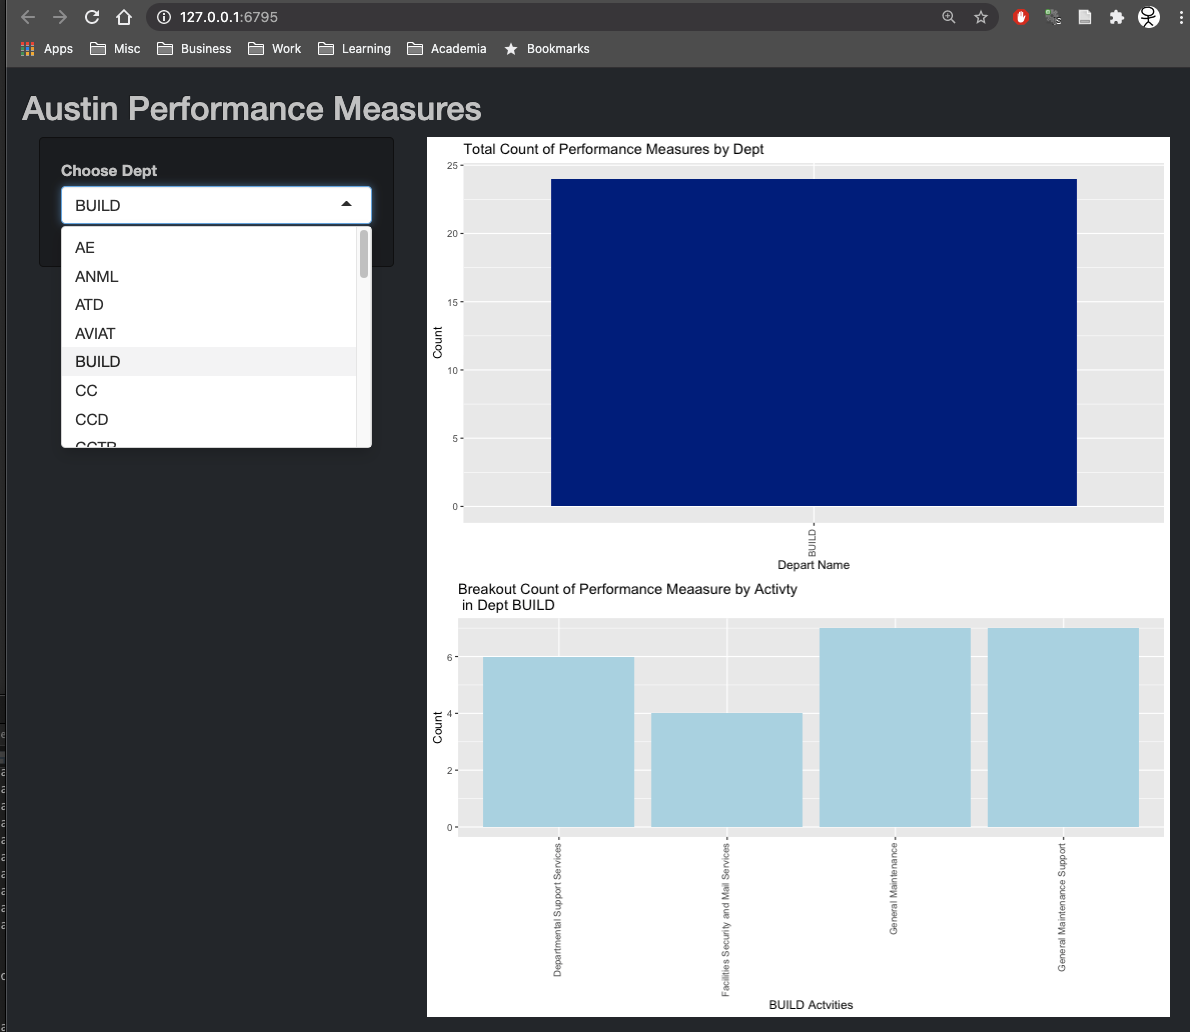 127.0.0.1:6795
Apps Misc Business Work Learning Academia Bookmarks
Austin Performance Measures
Choose Dept
BUILD
AE
ANML
ATD
AVIAT
BUILD
CC
CCD
Total Count of Performance Measures by Dept
25
20
15
10
5
0
Count
BUILD
Depart Name
Breakout Count of Performance Meaasure by Activty
in Dept BUILD
6
4
2
0
Count
Departmental Support Services
Facilities Security and Mail Services
General Maintenance
General Maintenance Support
BUILD Actvities